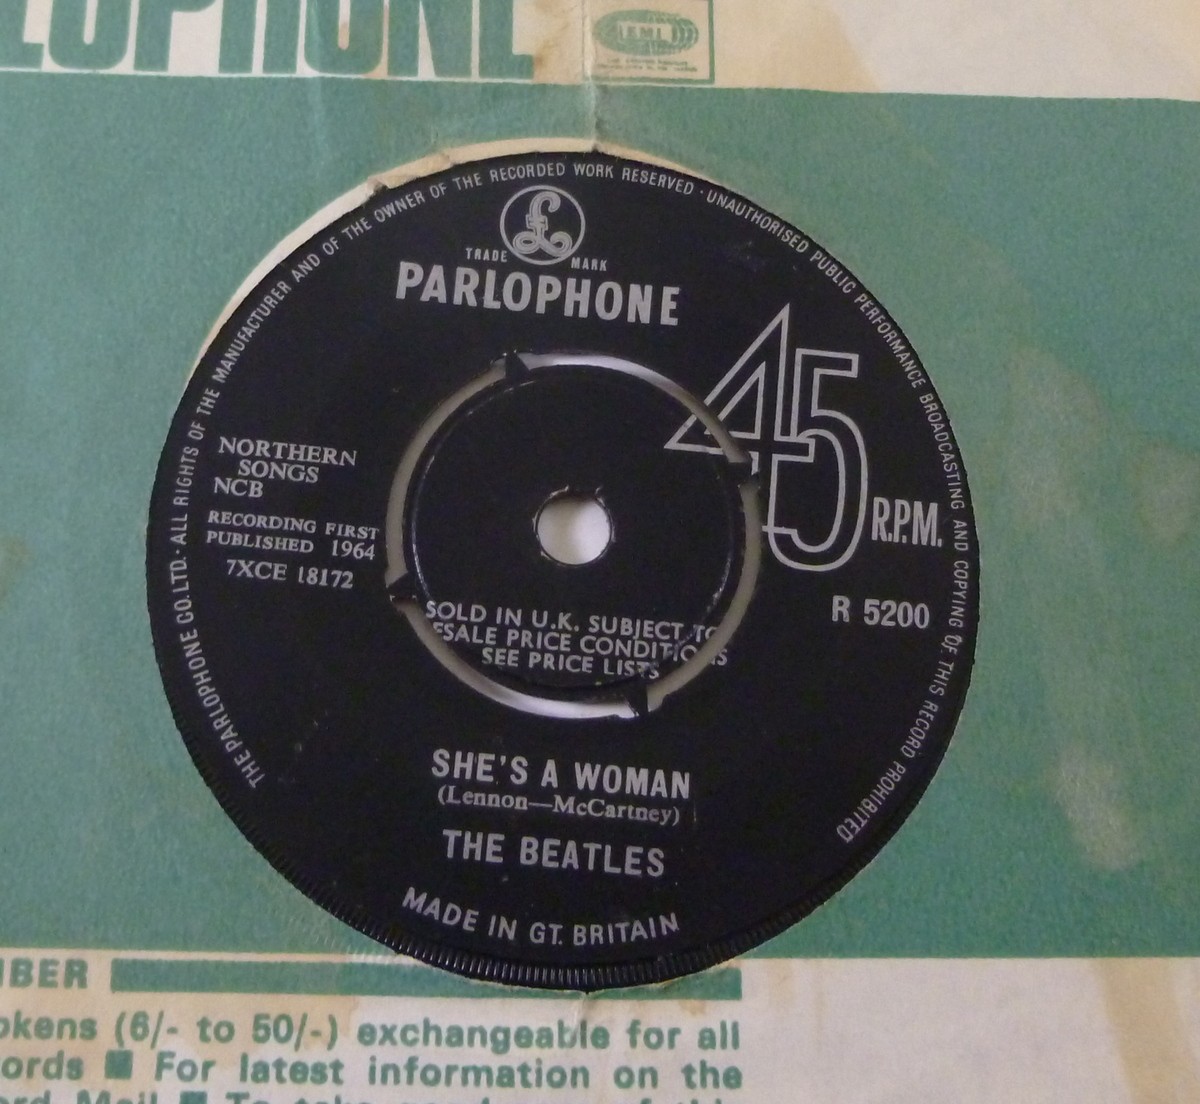 EMI
THE PARLOPHONE CO. LTD. · ALL RIGHTS OF THE MANUFACTURER AND OF THE OWNER OF THE RECORDED WORK RESERVED · UNAUTHORISED PUBLIC PERFORMANCE BROADCASTING AND COPYING OF THIS RECORD PROHIBITED
£
TRADE MARK
PARLOPHONE
45
R.P.M.
NORTHERN
SONGS
NCB
RECORDING FIRST
PUBLISHED 1964
7XCE 18172
R 5200
SOLD IN U.K. SUBJECT TO
ESALE PRICE CONDITIONS
SEE PRICE LISTS
SHE'S A WOMAN
(Lennon—McCartney)
THE BEATLES
MADE IN GT. BRITAIN
MBER
okens (6/- to 50/-) exchangeable for all
ords ■ For latest information on the